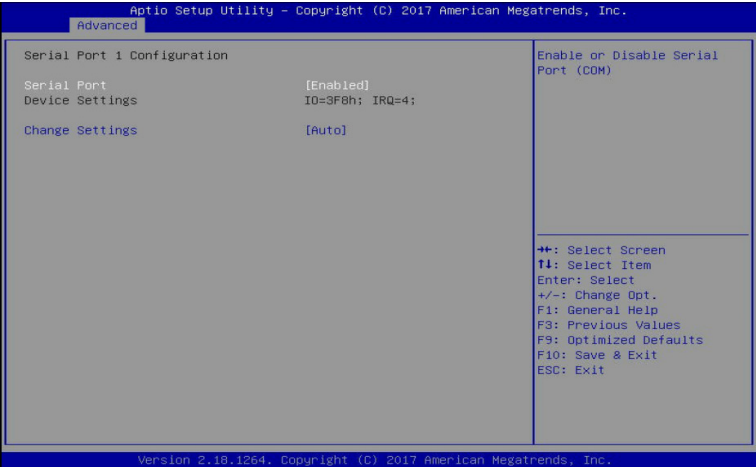 Aptio Setup Utility – Copyright (C) 2017 American Megatrends, Inc.
Advanced
Serial Port 1 Configuration
Serial Port [Enabled]
Device Settings IO=3F8h; IRQ=4;
Change Settings [Auto]
Enable or Disable Serial
Port (COM)
→←: Select Screen
↑↓: Select Item
Enter: Select
+/-: Change Opt.
F1: General Help
F3: Previous Values
F9: Optimized Defaults
F10: Save & Exit
ESC: Exit
Version 2.18.1264. Copyright (C) 2017 American Megatrends, Inc.